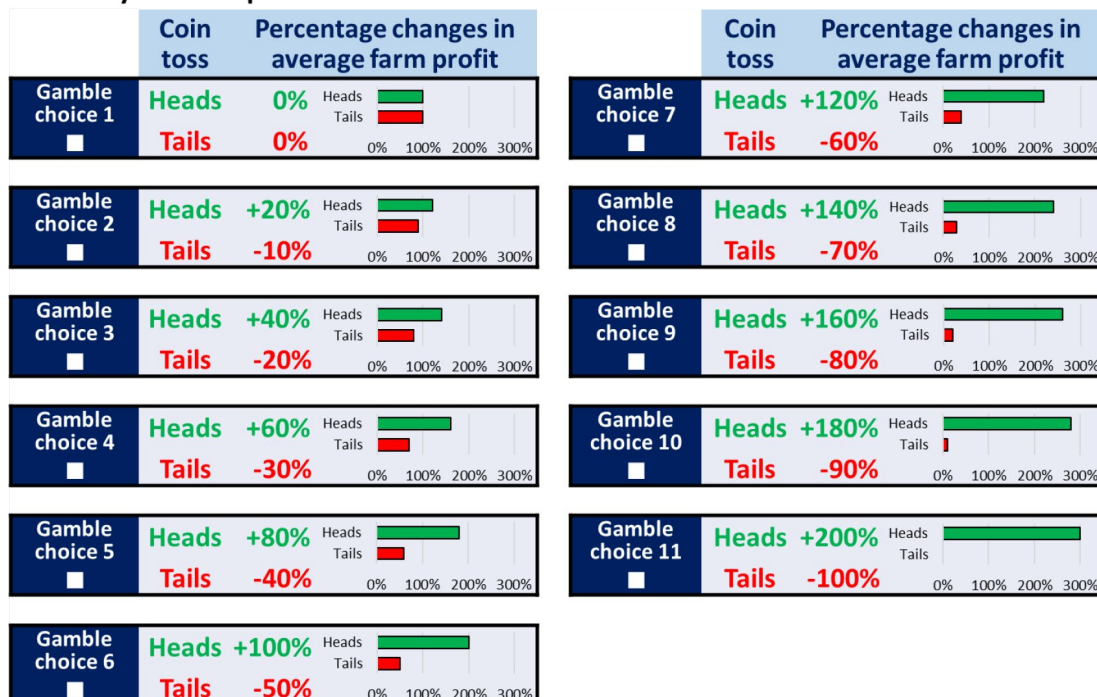 Coin toss
Percentage changes in average farm profit
Gamble choice 1
Heads 0%
Tails 0%
Heads
Tails
0% 100% 200% 300%
Gamble choice 2
Heads +20%
Tails -10%
Heads
Tails
0% 100% 200% 300%
Gamble choice 3
Heads +40%
Tails -20%
Heads
Tails
0% 100% 200% 300%
Gamble choice 4
Heads +60%
Tails -30%
Heads
Tails
0% 100% 200% 300%
Gamble choice 5
Heads +80%
Tails -40%
Heads
Tails
0% 100% 200% 300%
Gamble choice 6
Heads +100%
Tails -50%
Heads
Tails
0% 100% 200% 300%
Coin toss
Percentage changes in average farm profit
Gamble choice 7
Heads +120%
Tails -60%
Heads
Tails
0% 100% 200% 300%
Gamble choice 8
Heads +140%
Tails -70%
Heads
Tails
0% 100% 200% 300%
Gamble choice 9
Heads +160%
Tails -80%
Heads
Tails
0% 100% 200% 300%
Gamble choice 10
Heads +180%
Tails -90%
Heads
Tails
0% 100% 200% 300%
Gamble choice 11
Heads +200%
Tails -100%
Heads
Tails
0% 100% 200% 300%